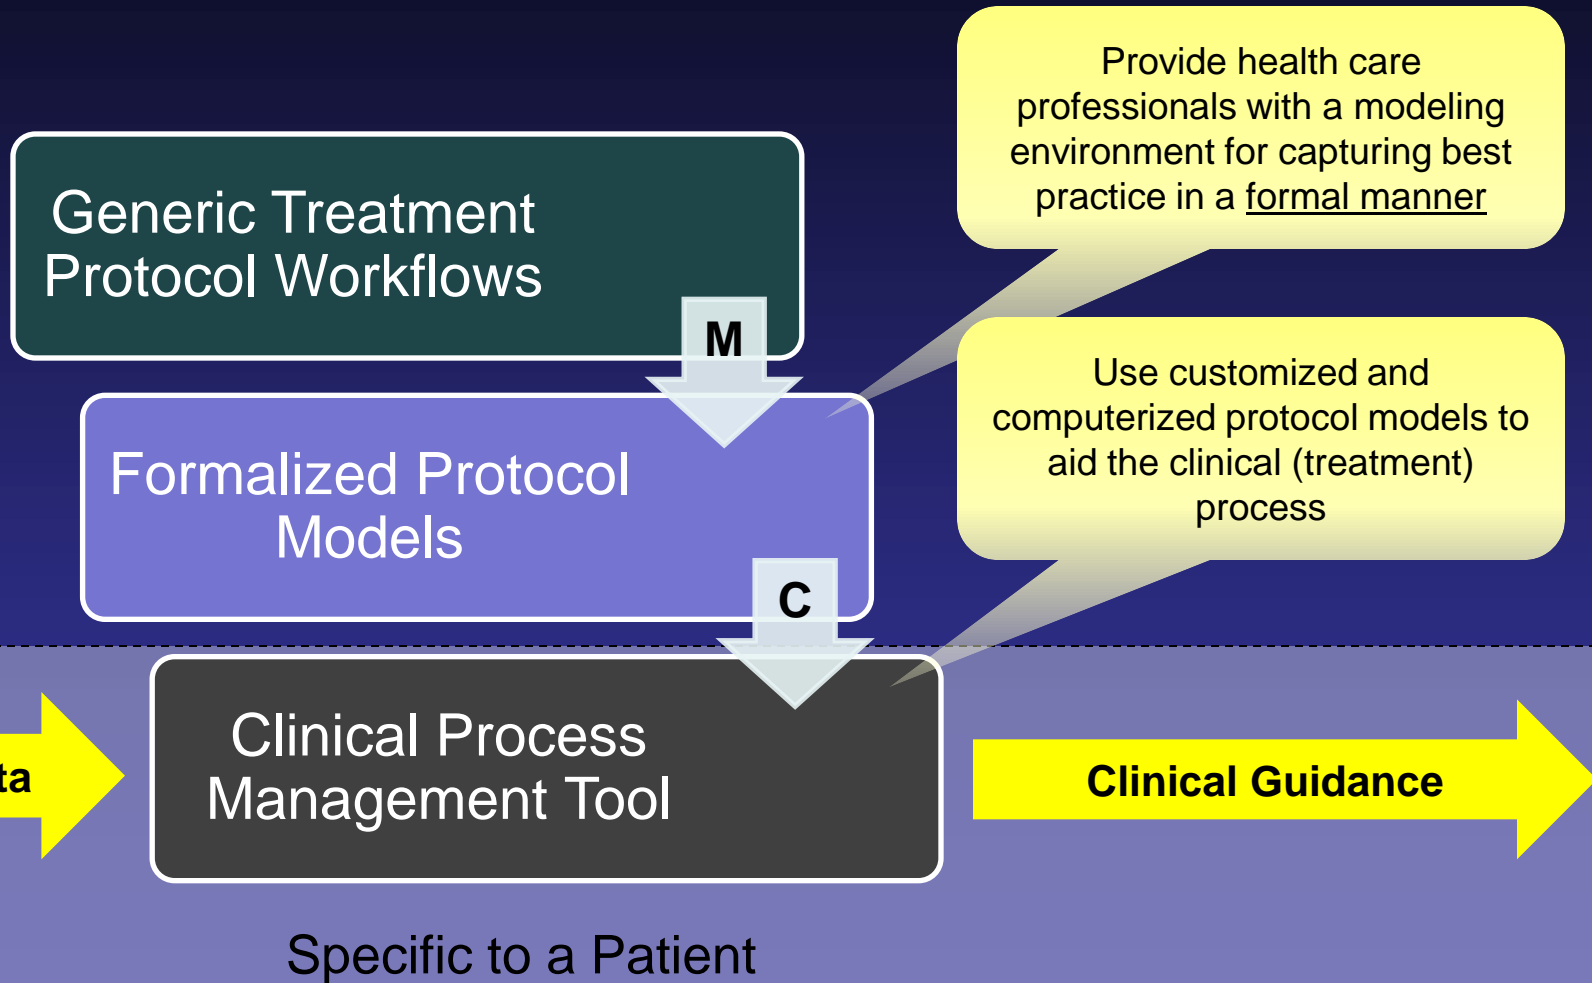 Provide health care
professionals with a modeling
environment for capturing best
practice in a formal manner
Generic Treatment
Protocol Workflows
M
Use customized and
computerized protocol models to
aid the clinical (treatment)
process
Formalized Protocol
Models
C
Clinical Process
Management Tool
Clinical Guidance
Specific to a Patient